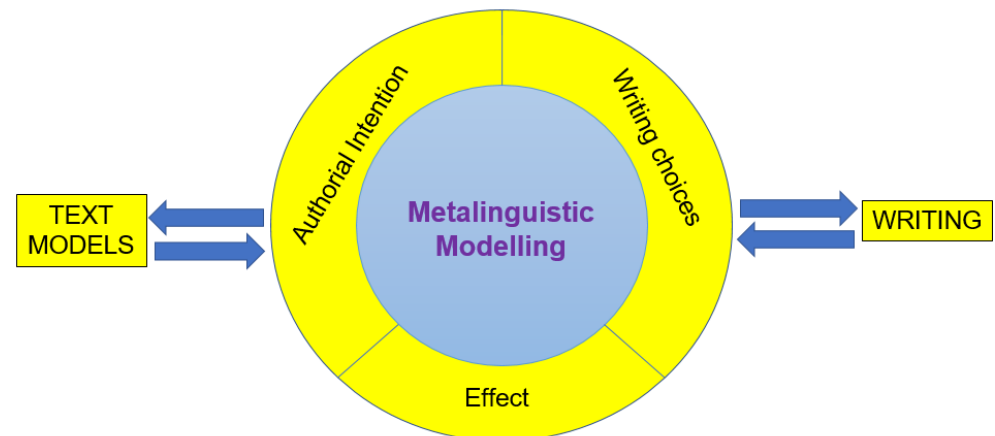 Authorial Intention
Writing choices
Metalinguistic
Modelling
TEXT
MODELS
WRITING
Effect